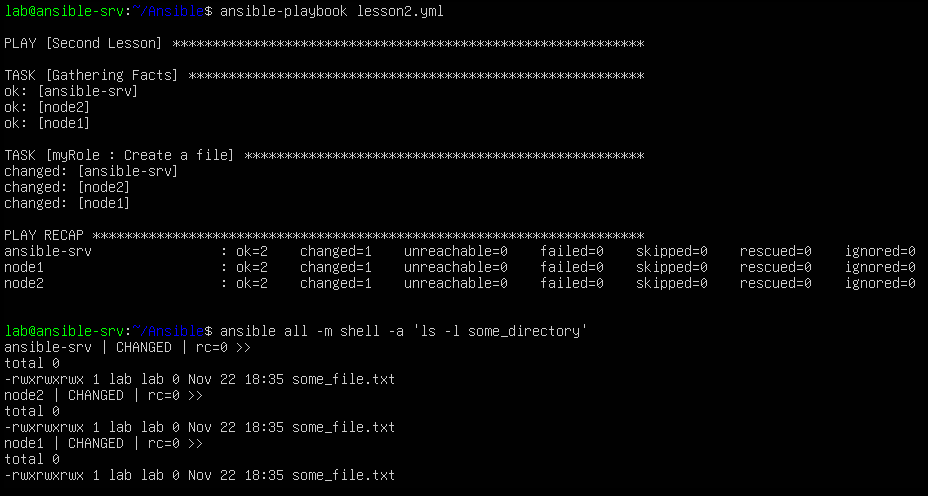 lab@ansible-srv:~/Ansible$ ansible-playbook lesson2.yml
PLAY [Second Lesson] ***********************************************************
TASK [Gathering Facts] *********************************************************
ok: [ansible-srv]
ok: [node2]
ok: [node1]
TASK [myRole : Create a file] **************************************************
changed: [ansible-srv]
changed: [node2]
changed: [node1]
PLAY RECAP *********************************************************************
ansible-srv                : ok=2    changed=1    unreachable=0    failed=0    skipped=0    rescued=0    ignored=0
node1                      : ok=2    changed=1    unreachable=0    failed=0    skipped=0    rescued=0    ignored=0
node2                      : ok=2    changed=1    unreachable=0    failed=0    skipped=0    rescued=0    ignored=0
lab@ansible-srv:~/Ansible$ ansible all -m shell -a 'ls -l some_directory'
ansible-srv | CHANGED | rc=0 >>
total 0
-rwxrwxrwx 1 lab lab 0 Nov 22 18:35 some_file.txt
node2 | CHANGED | rc=0 >>
total 0
-rwxrwxrwx 1 lab lab 0 Nov 22 18:35 some_file.txt
node1 | CHANGED | rc=0 >>
total 0
-rwxrwxrwx 1 lab lab 0 Nov 22 18:35 some_file.txt